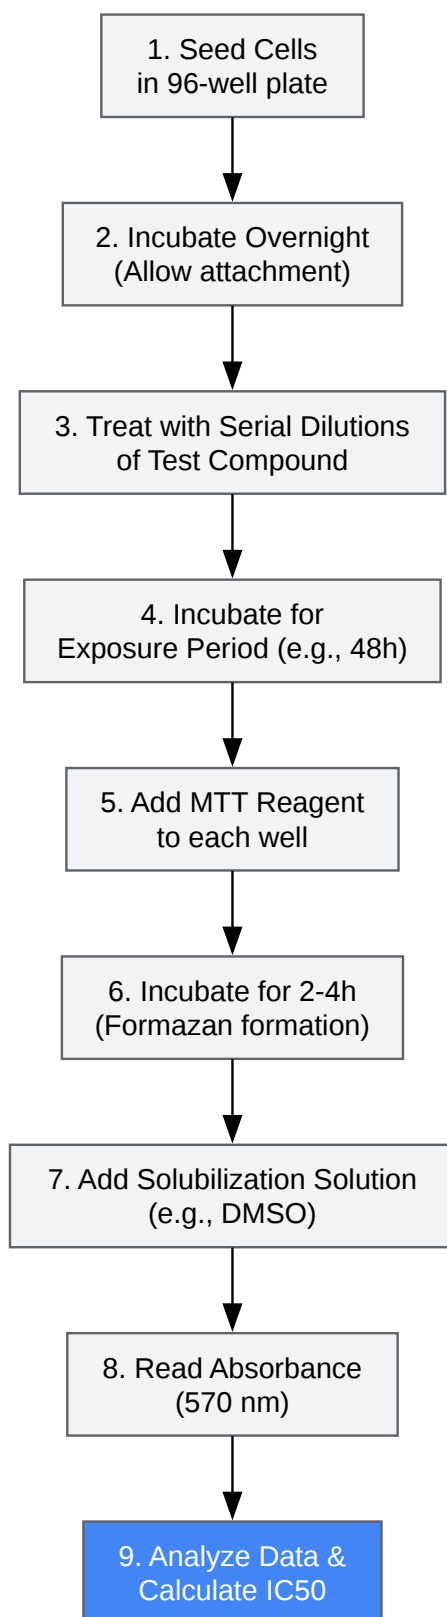 1. Seed Cells
in 96-well plate
2. Incubate Overnight
(Allow attachment)
3. Treat with Serial Dilutions
of Test Compound
4. Incubate for
Exposure Period (e.g., 48h)
5. Add MTT Reagent
to each well
6. Incubate for 2-4h
(Formazan formation)
7. Add Solubilization Solution
(e.g., DMSO)
8. Read Absorbance
(570 nm)
9. Analyze Data &
Calculate IC50